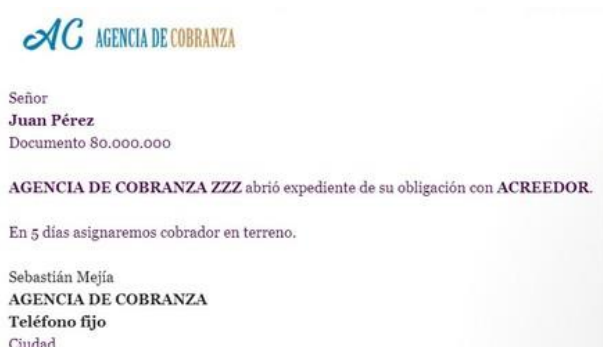 AC AGENCIA DE COBRANZA
Señor
Juan Pérez
Documento 80.000.000
AGENCIA DE COBRANZA ZZZ abrió expediente de su obligación con ACREEDOR.
En 5 días asignaremos cobrador en terreno.
Sebastián Mejía
AGENCIA DE COBRANZA
Teléfono fijo
Ciudad